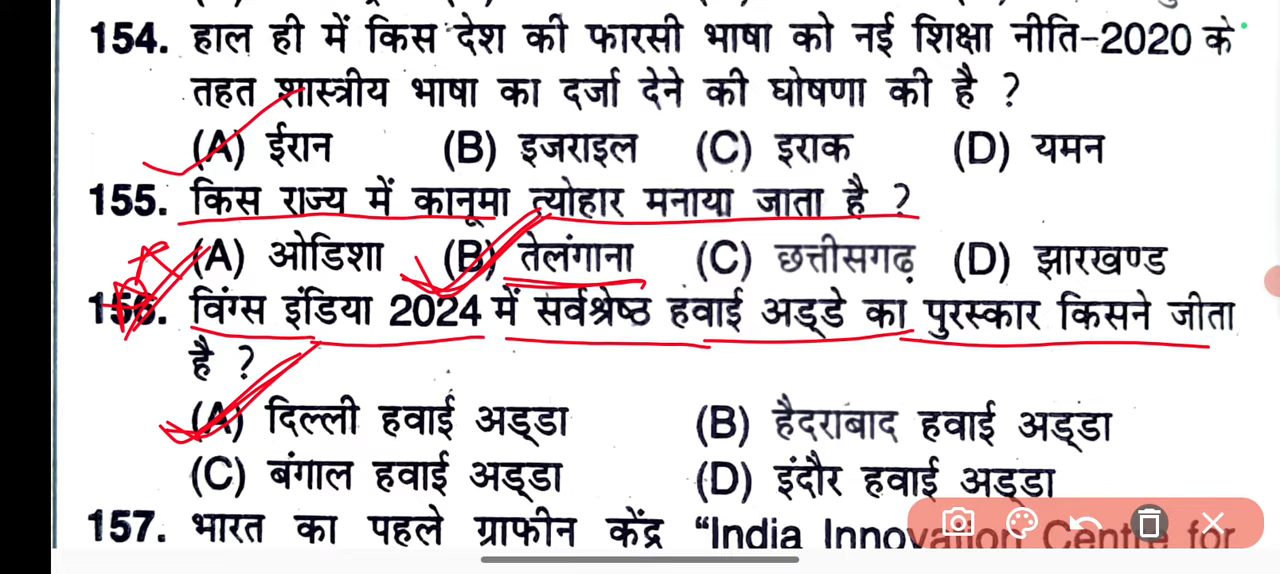 154. हाल ही में किस देश की फारसी भाषा को नई शिक्षा नीति-2020 के
तहत शास्त्रीय भाषा का दर्जा देने की घोषणा की है ?
(A) ईरान (B) इजराइल (C) इराक (D) यमन
155. किस राज्य में कानूमा त्योहार मनाया जाता है ?
(A) ओडिशा (B) तेलंगाना (C) छत्तीसगढ़ (D) झारखण्ड
156. विंग्स इंडिया 2024 में सर्वश्रेष्ठ हवाई अड्डे का पुरस्कार किसने जीता
है ?
(A) दिल्ली हवाई अड्डा (B) हैदराबाद हवाई अड्डा
(C) बंगाल हवाई अड्डा (D) इंदौर हवाई अड्डा
157. भारत का पहले ग्राफीन केंद्र “India Innovation Centre for